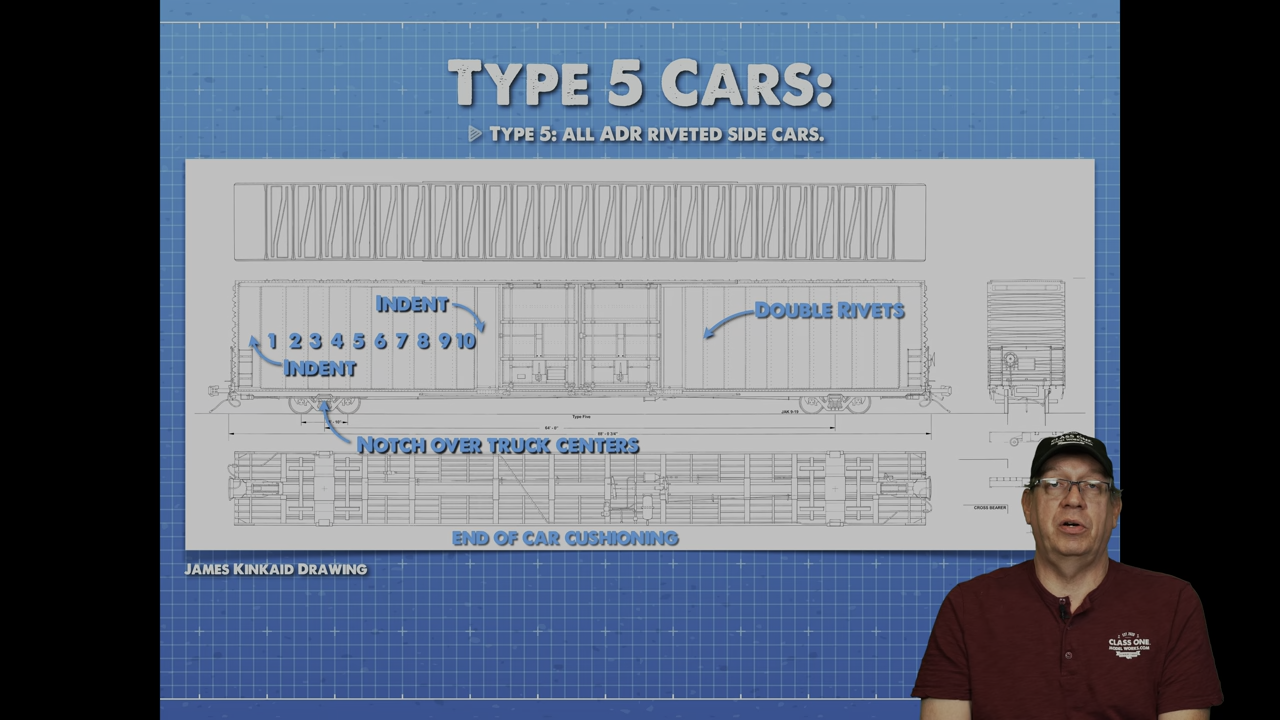 TYPE 5 CARS:
TYPE 5: ALL ADR RIVETED SIDE CARS.
INDENT
DOUBLE RIVETS
1 2 3 4 5 6 7 8 9 10
INDENT
Type Five
NOTCH OVER TRUCK CENTERS
CROSS BEARER
END OF CAR CUSHIONING
JAMES KINKAID DRAWING
CLASS ONE
MODEL WORKS.COM